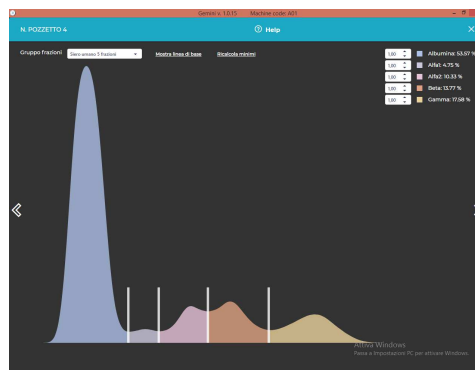 Gemini v. 1.0.15 Machine code: A01
N. POZZETTO 4
Help
Gruppo frazioni
Siero umano 5 frazioni
Mostra linea di base
Ricalcola minimi
1,00 Albumina: 53.57 %
1,00 Alfa1: 4.75 %
1,00 Alfa2: 10.33 %
1,00 Beta: 13.77 %
1,00 Gamma: 17.58 %
Attiva Windows
Passa a Impostazioni PC per attivare Windows.